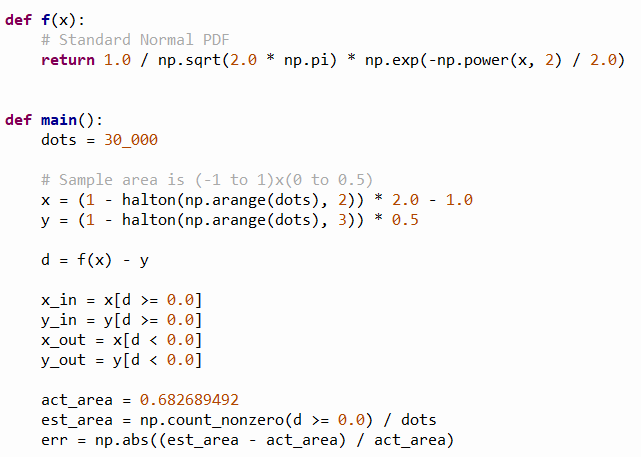 def f(x):
    # Standard Normal PDF
    return 1.0 / np.sqrt(2.0 * np.pi) * np.exp(-np.power(x, 2) / 2.0)
def main():
    dots = 30_000
    # Sample area is (-1 to 1)x(0 to 0.5)
    x = (1 - halton(np.arange(dots), 2)) * 2.0 - 1.0
    y = (1 - halton(np.arange(dots), 3)) * 0.5
    d = f(x) - y
    x_in = x[d >= 0.0]
    y_in = y[d >= 0.0]
    x_out = x[d < 0.0]
    y_out = y[d < 0.0]
    act_area = 0.682689492
    est_area = np.count_nonzero(d >= 0.0) / dots
    err = np.abs((est_area - act_area) / act_area)